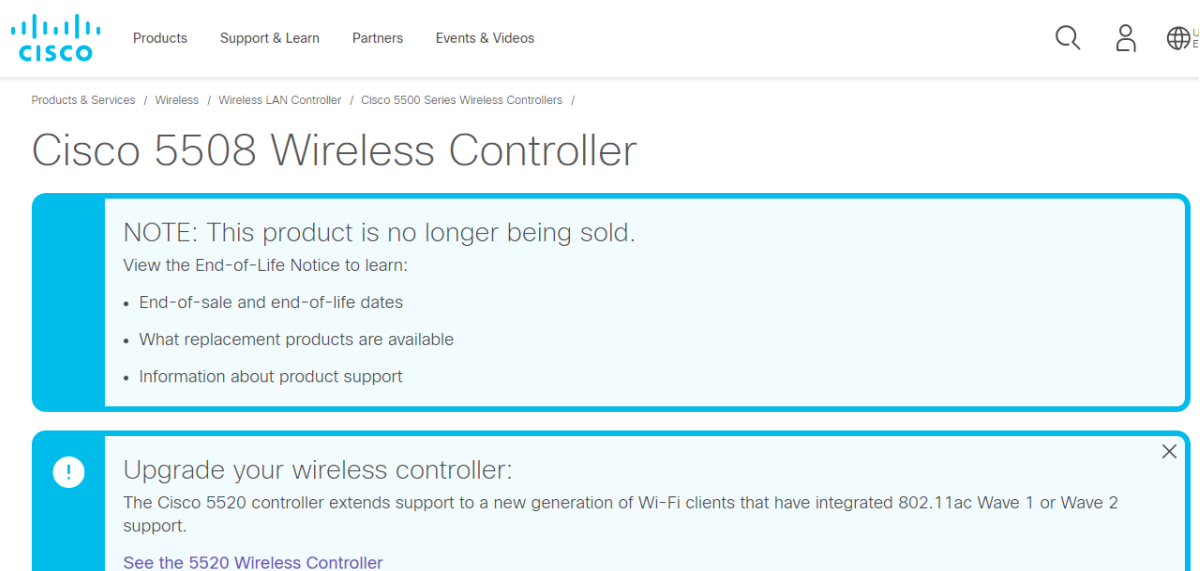 CISCO
Products
Support & Learn
Partners
Events & Videos
Products & Services / Wireless / Wireless LAN Controller / Cisco 5500 Series Wireless Controllers /
Cisco 5508 Wireless Controller
NOTE: This product is no longer being sold.
View the End-of-Life Notice to learn:
• End-of-sale and end-of-life dates
• What replacement products are available
• Information about product support
Upgrade your wireless controller:
The Cisco 5520 controller extends support to a new generation of Wi-Fi clients that have integrated 802.11ac Wave 1 or Wave 2
support.
See the 5520 Wireless Controller